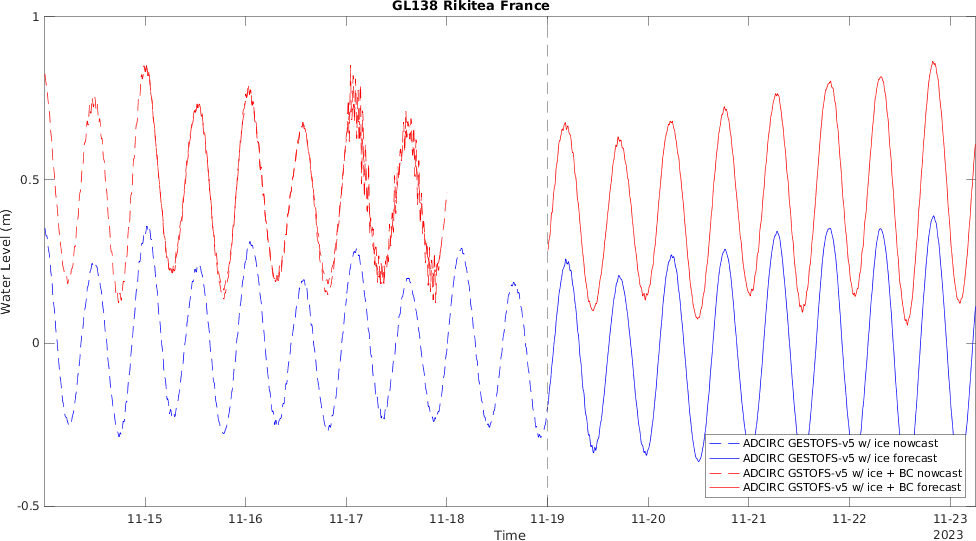 GL138 Rikitea France
1
0.5
0
-0.5
Water Level (m)
11-15 11-16 11-17 11-18 11-19 11-20 11-21 11-22 11-23
2023
Time
ADCIRC GESTOFS-v5 w/ ice nowcast
ADCIRC GESTOFS-v5 w/ ice forecast
ADCIRC GSTOFS-v5 w/ ice + BC nowcast
ADCIRC GSTOFS-v5 w/ ice + BC forecast